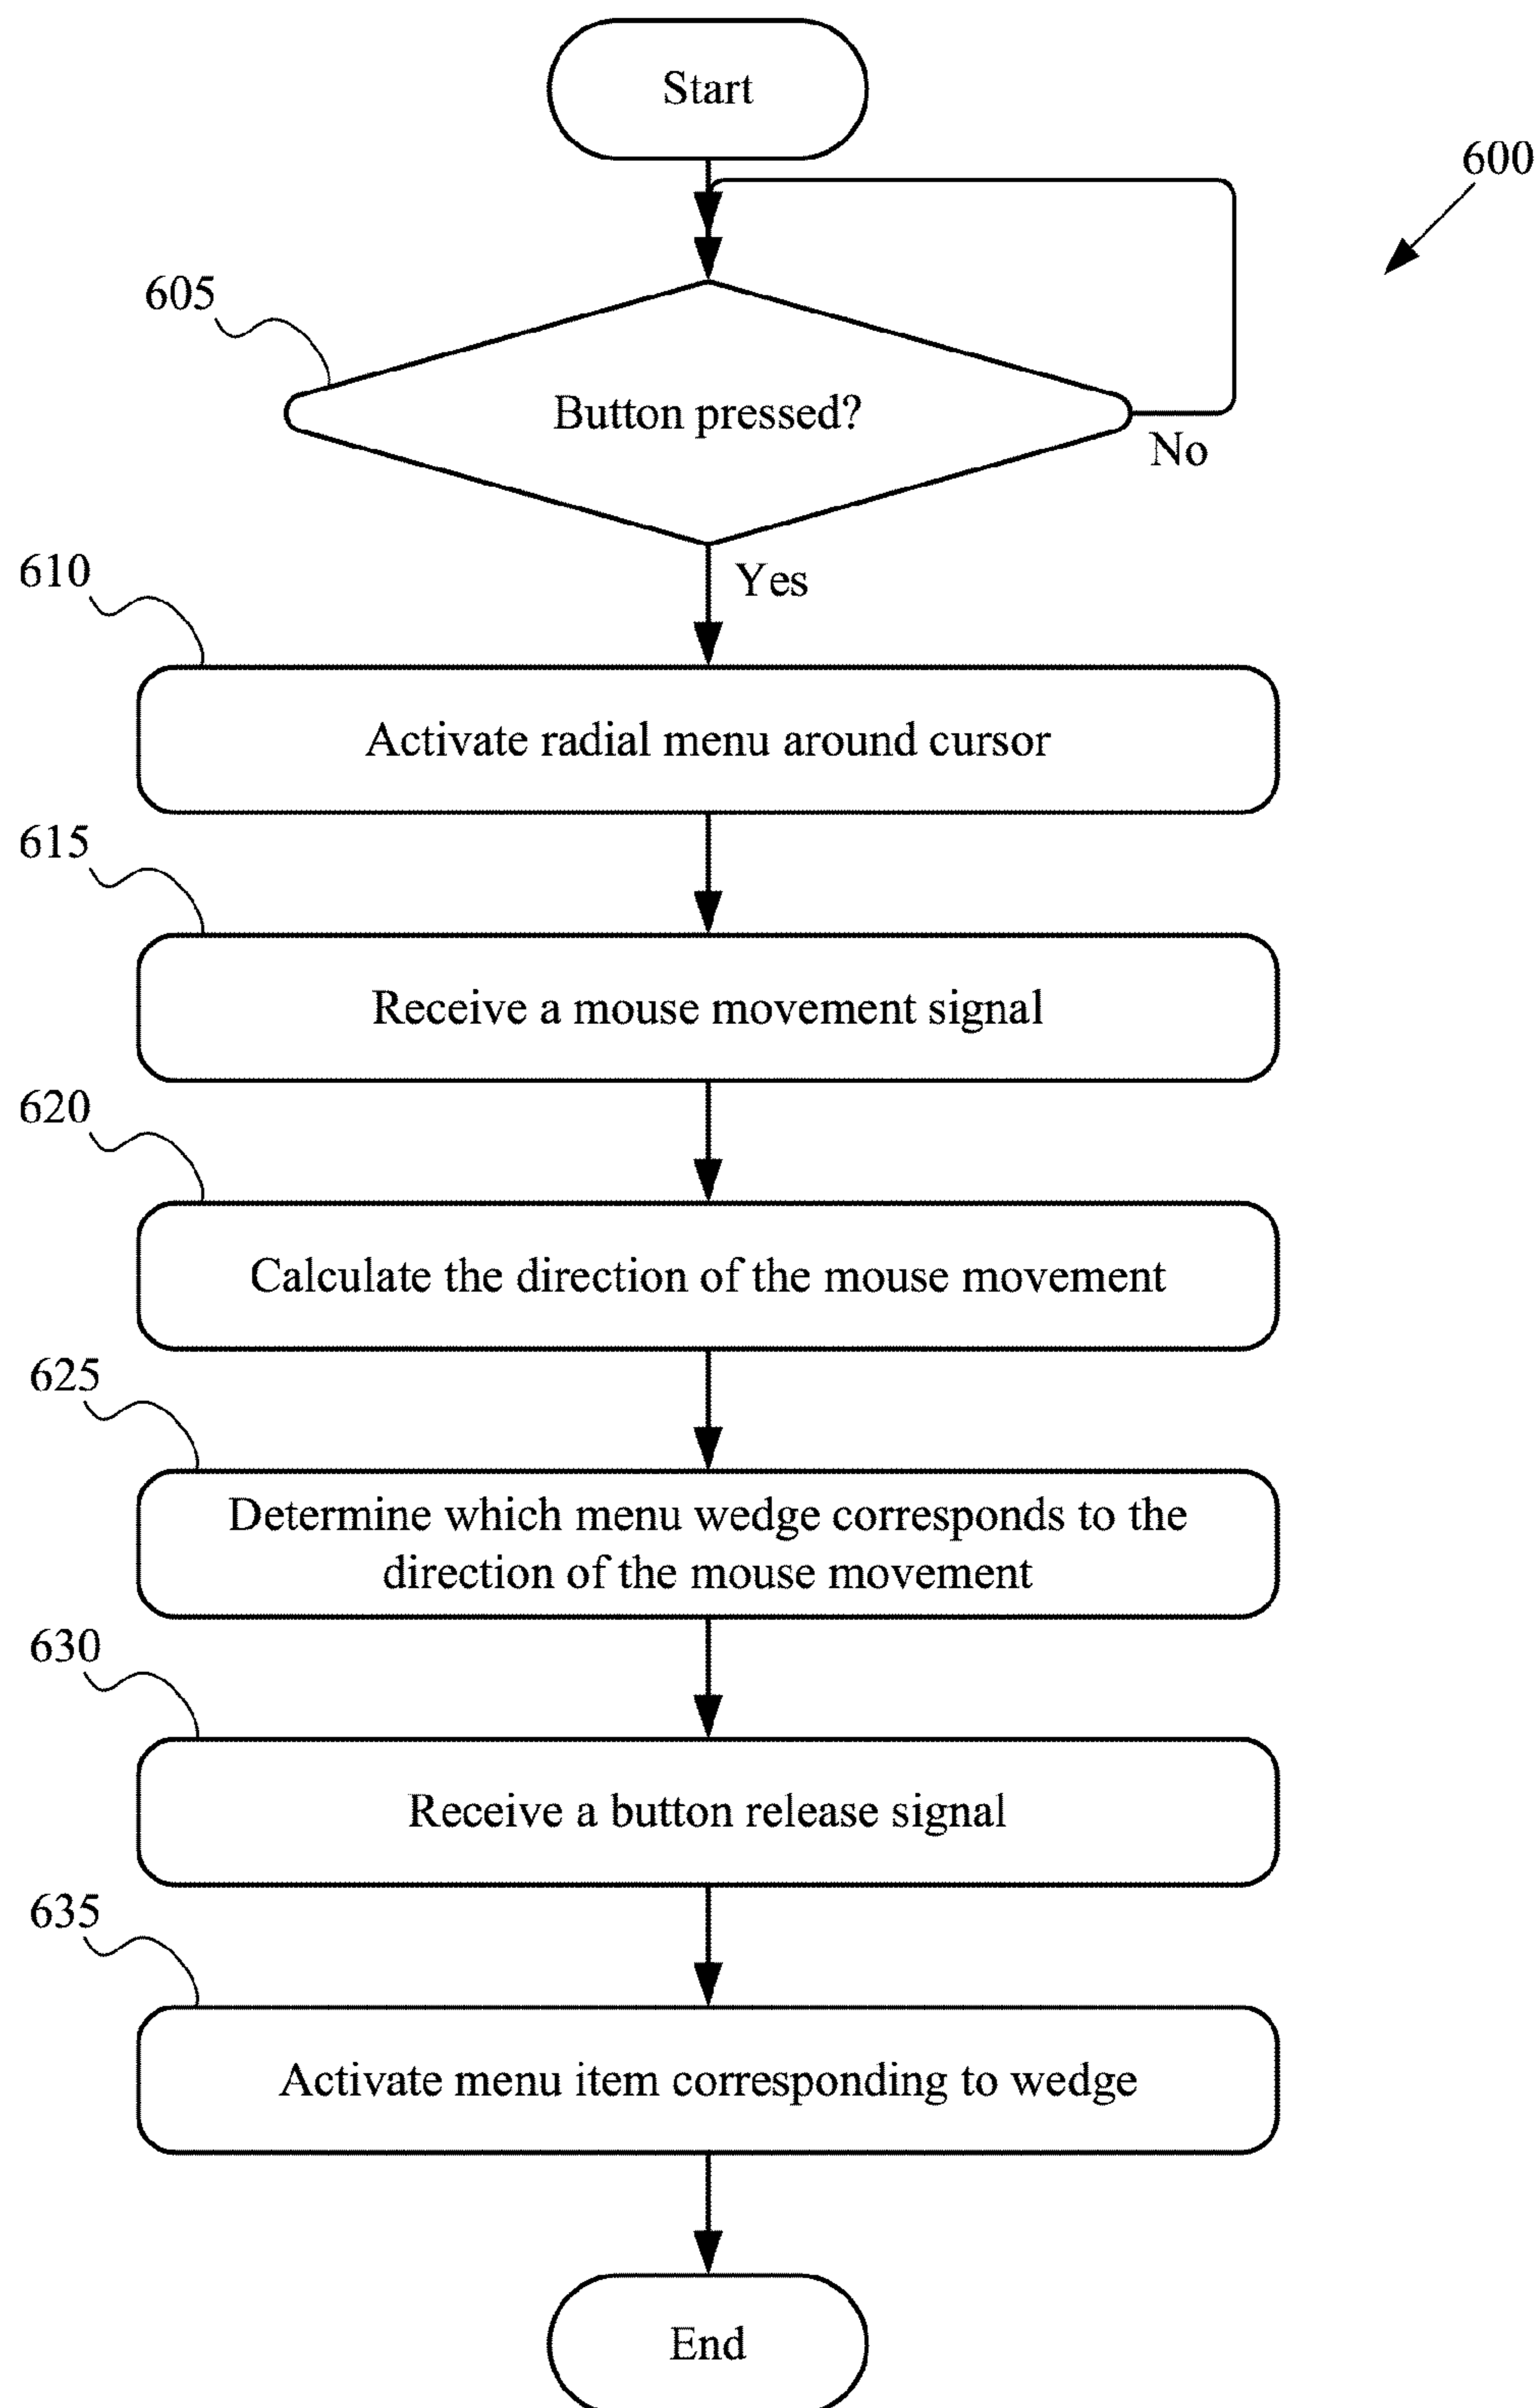 Start
600
605
Button pressed?
No
Yes
610
Activate radial menu around cursor
615
Receive a mouse movement signal
620
Calculate the direction of the mouse movement
625
Determine which menu wedge corresponds to the
direction of the mouse movement
630
Receive a button release signal
635
Activate menu item corresponding to wedge
End